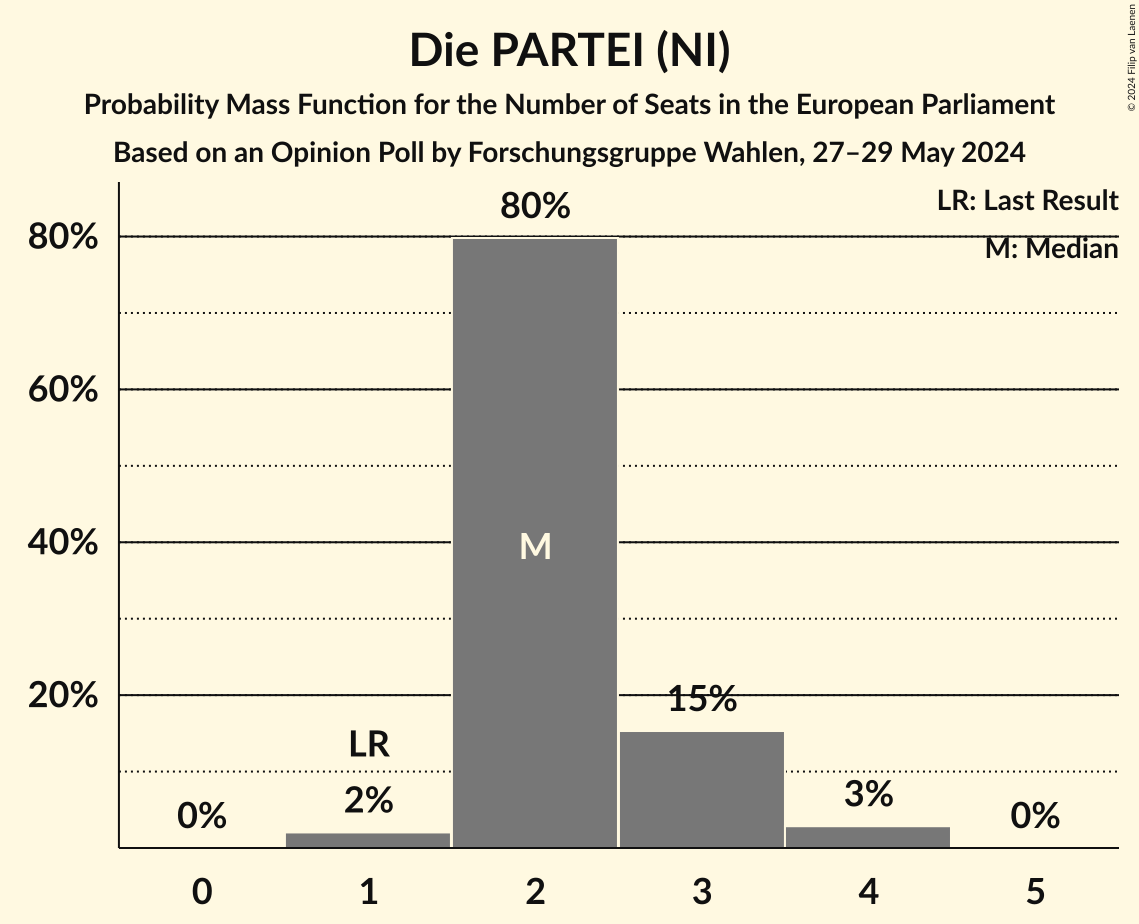 Die PARTEI (NI)
Probability Mass Function for the Number of Seats in the European Parliament
Based on an Opinion Poll by Forschungsgruppe Wahlen, 27–29 May 2024
© 2024 Filip van Laenen
LR: Last Result
M: Median
80%
60%
40%
20%
0%
LR
2%
80%
M
15%
3%
0%
0 1 2 3 4 5